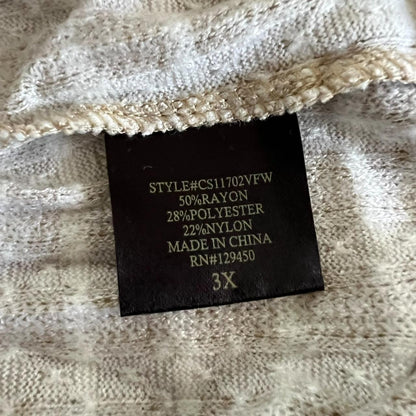 STYLE#CS11702VFW
50%RAYON
28%POLYESTER
22%NYLON
MADE IN CHINA
RN#129450
3X